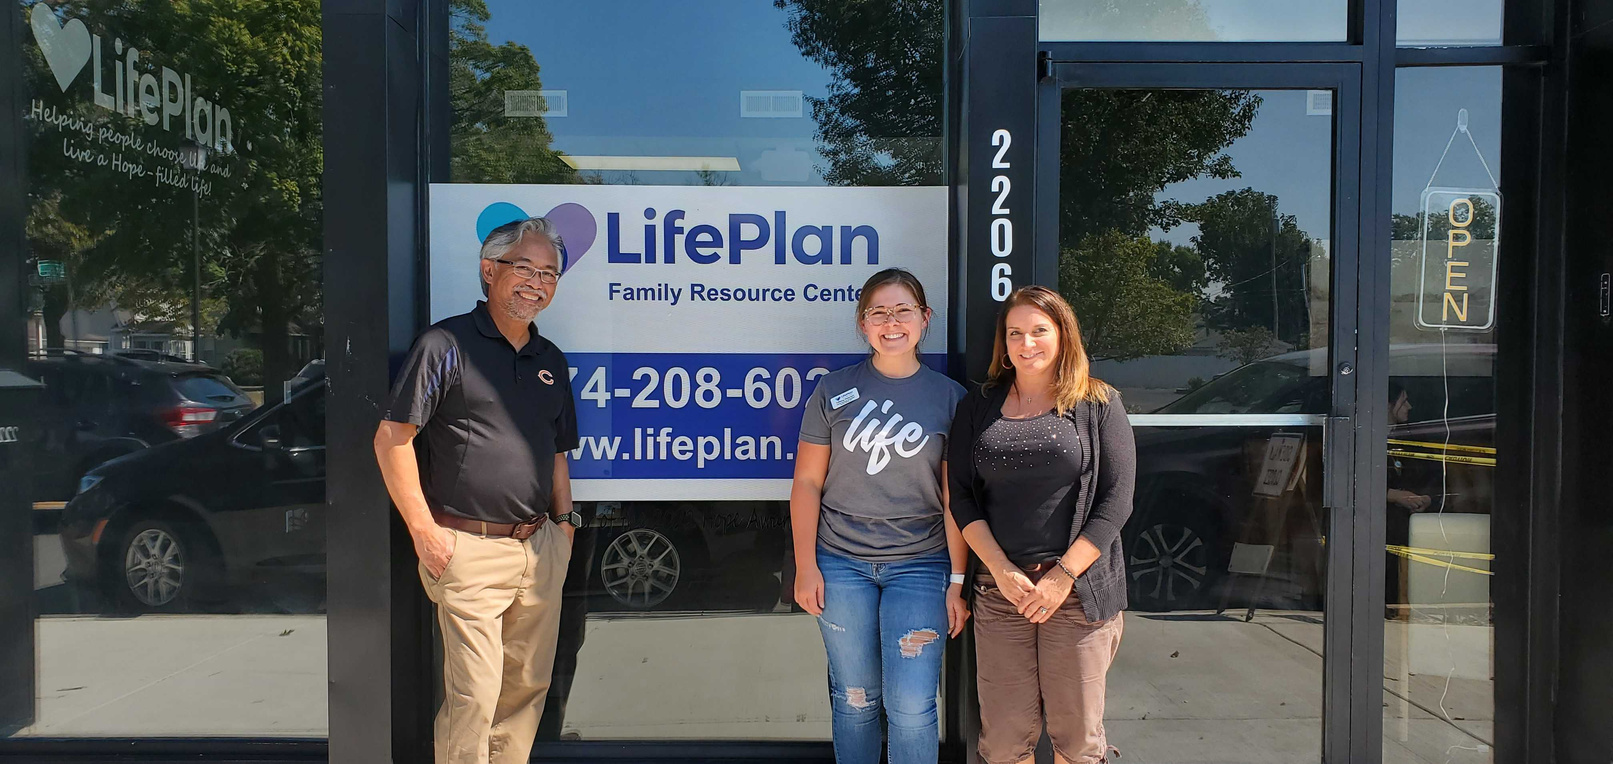 LifePlan
Helping people choose life and
live a Hope-filled life!
LifePlan
Family Resource Cente
74-208-602
ww.lifeplan.
2206
OPEN
C
life